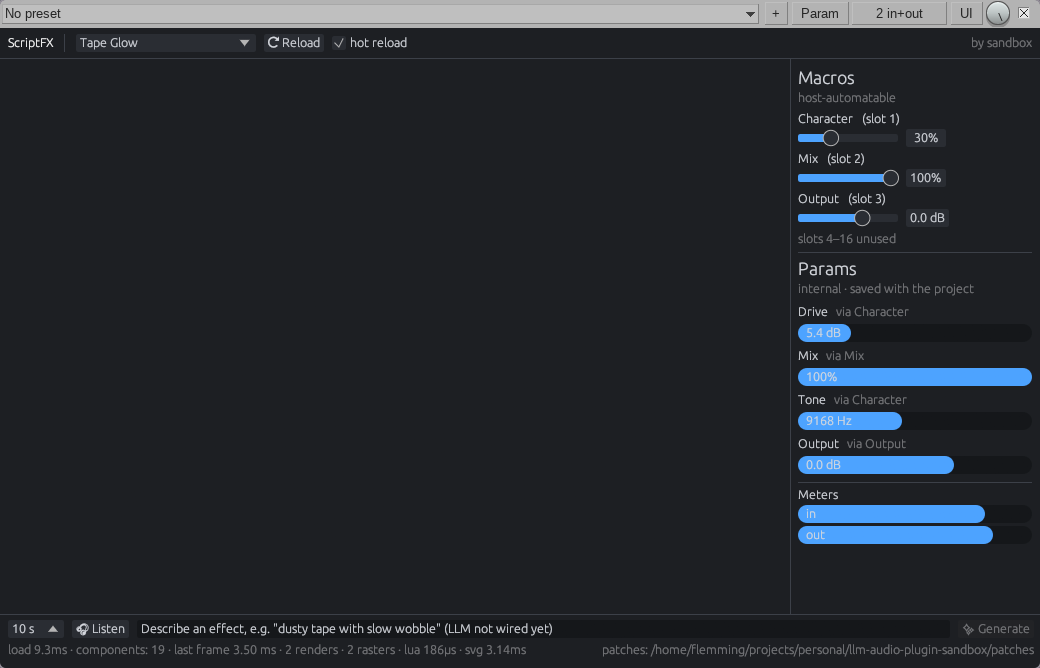 No preset + Param 2 in+out UI
ScriptFX Tape Glow Reload hot reload by sandbox
Macros
host-automatable
Character (slot 1)
30%
Mix (slot 2)
100%
Output (slot 3)
0.0 dB
slots 4–16 unused
Params
internal · saved with the project
Drive via Character
5.4 dB
Mix via Mix
100%
Tone via Character
9168 Hz
Output via Output
0.0 dB
Meters
in
out
10 s Listen Describe an effect, e.g. "dusty tape with slow wobble" (LLM not wired yet) Generate
load 9.3ms · components: 19 · last frame 3.50 ms · 2 renders · 2 rasters · lua 186µs · svg 3.14ms patches: /home/flemming/projects/personal/llm-audio-plugin-sandbox/patches